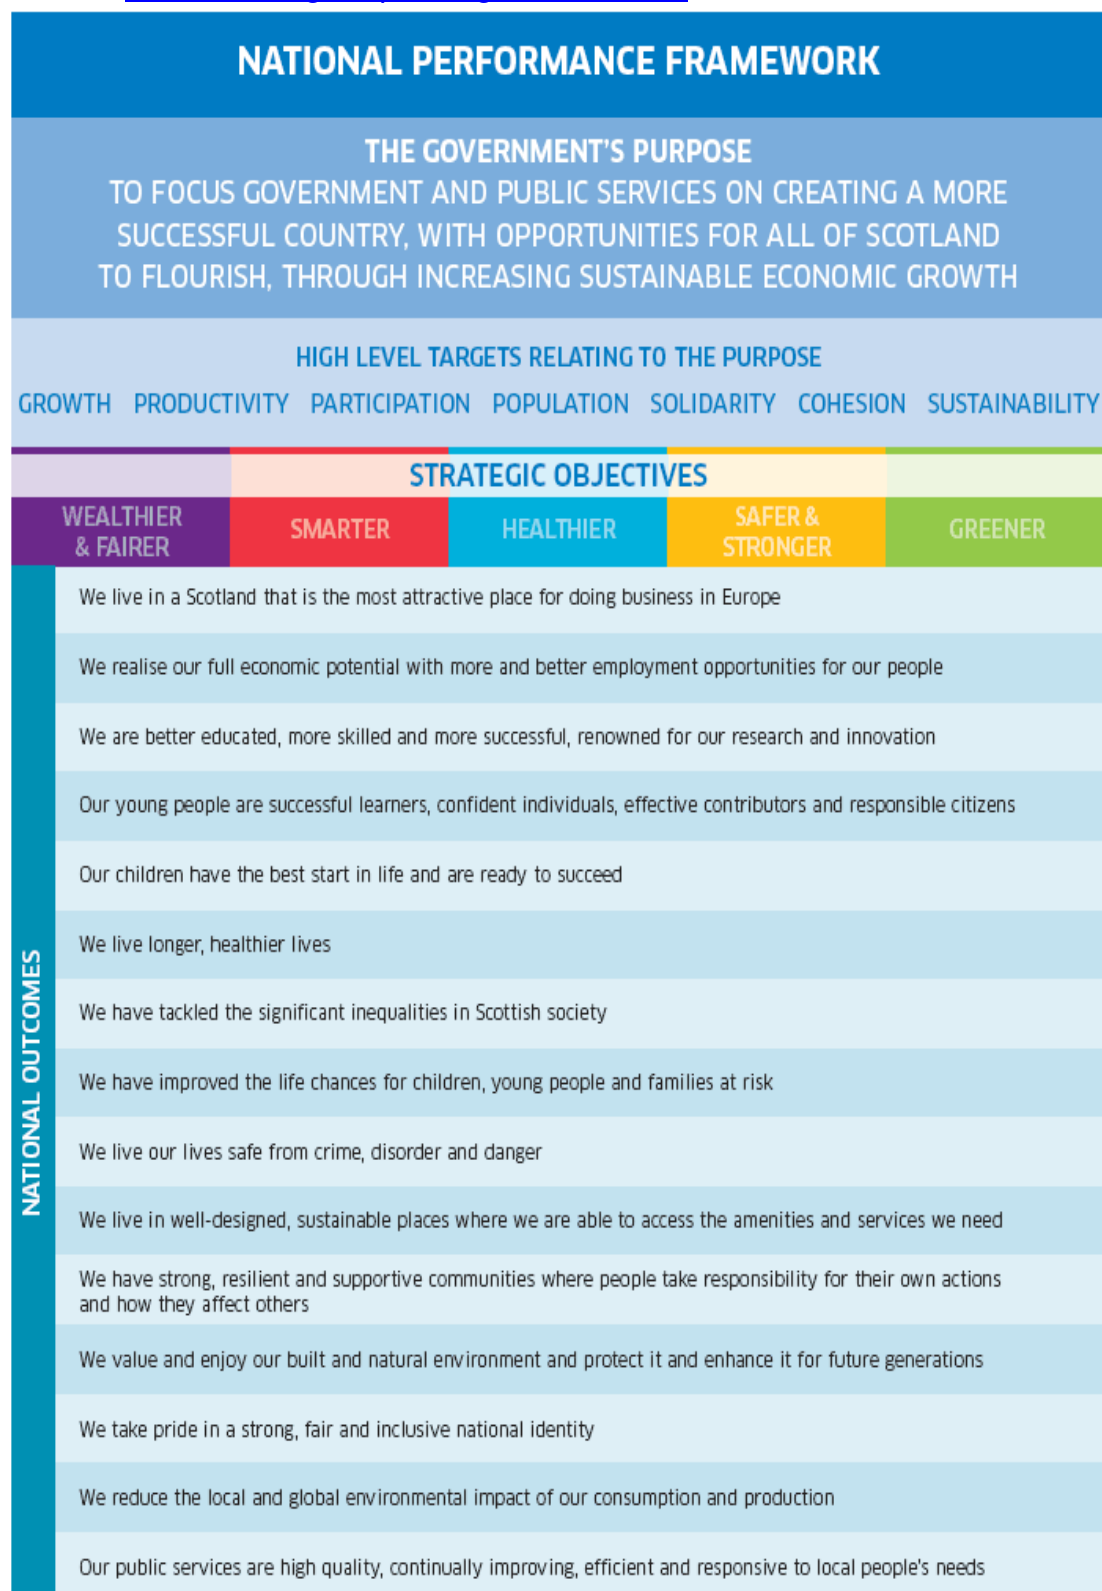 NATIONAL PERFORMANCE FRAMEWORK
THE GOVERNMENT'S PURPOSE
TO FOCUS GOVERNMENT AND PUBLIC SERVICES ON CREATING A MORE
SUCCESSFUL COUNTRY, WITH OPPORTUNITIES FOR ALL OF SCOTLAND
TO FLOURISH, THROUGH INCREASING SUSTAINABLE ECONOMIC GROWTH
HIGH LEVEL TARGETS RELATING TO THE PURPOSE
GROWTH PRODUCTIVITY PARTICIPATION POPULATION SOLIDARITY COHESION SUSTAINABILITY
STRATEGIC OBJECTIVES
WEALTHIER
& FAIRER
SMARTER
HEALTHIER
SAFER &
STRONGER
GREENER
NATIONAL OUTCOMES
We live in a Scotland that is the most attractive place for doing business in Europe
We realise our full economic potential with more and better employment opportunities for our people
We are better educated, more skilled and more successful, renowned for our research and innovation
Our young people are successful learners, confident individuals, effective contributors and responsible citizens
Our children have the best start in life and are ready to succeed
We live longer, healthier lives
We have tackled the significant inequalities in Scottish society
We have improved the life chances for children, young people and families at risk
We live our lives safe from crime, disorder and danger
We live in well-designed, sustainable places where we are able to access the amenities and services we need
We have strong, resilient and supportive communities where people take responsibility for their own actions
and how they affect others
We value and enjoy our built and natural environment and protect it and enhance it for future generations
We take pride in a strong, fair and inclusive national identity
We reduce the local and global environmental impact of our consumption and production
Our public services are high quality, continually improving, efficient and responsive to local people's needs